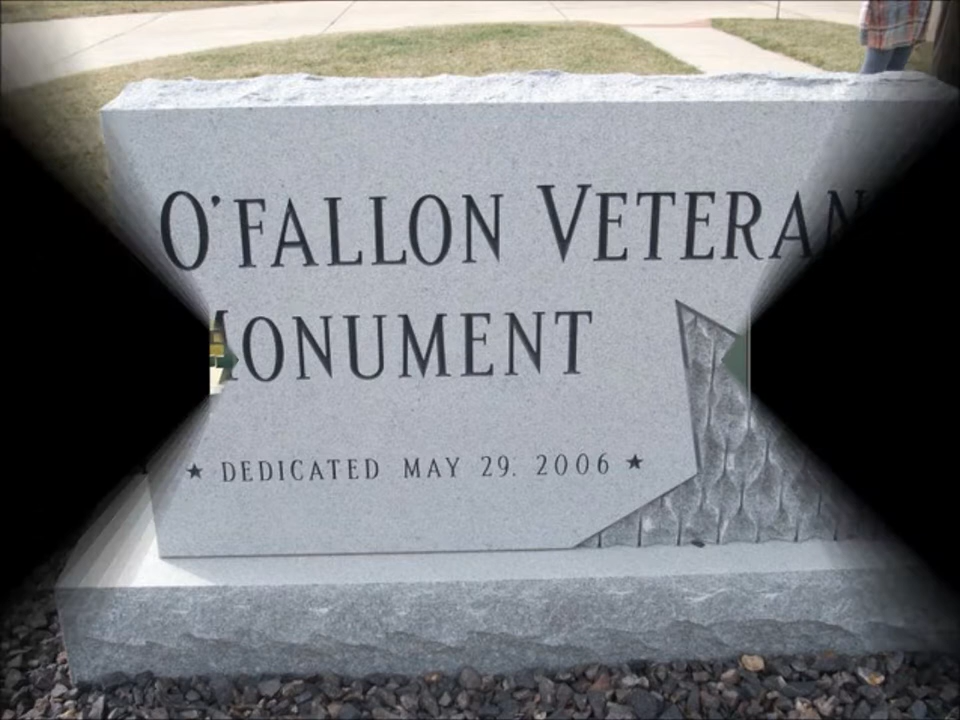 O'FALLON VETERAN
MONUMENT
★ DEDICATED MAY 29, 2006 ★